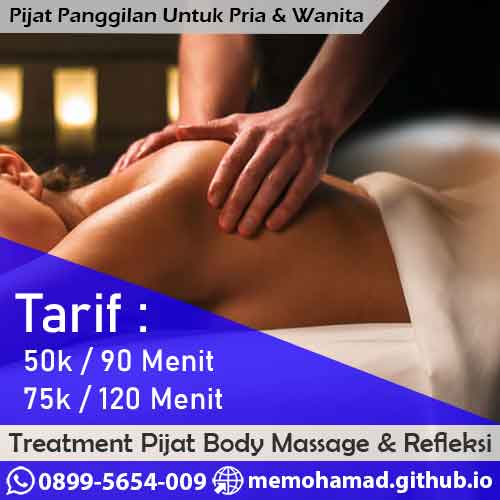 Pijat Panggilan Untuk Pria & Wanita
Tarif :
50k / 90 Menit
75k / 120 Menit
Treatment Pijat Body Massage & Refleksi
0899-5654-009 memohamad.github.io